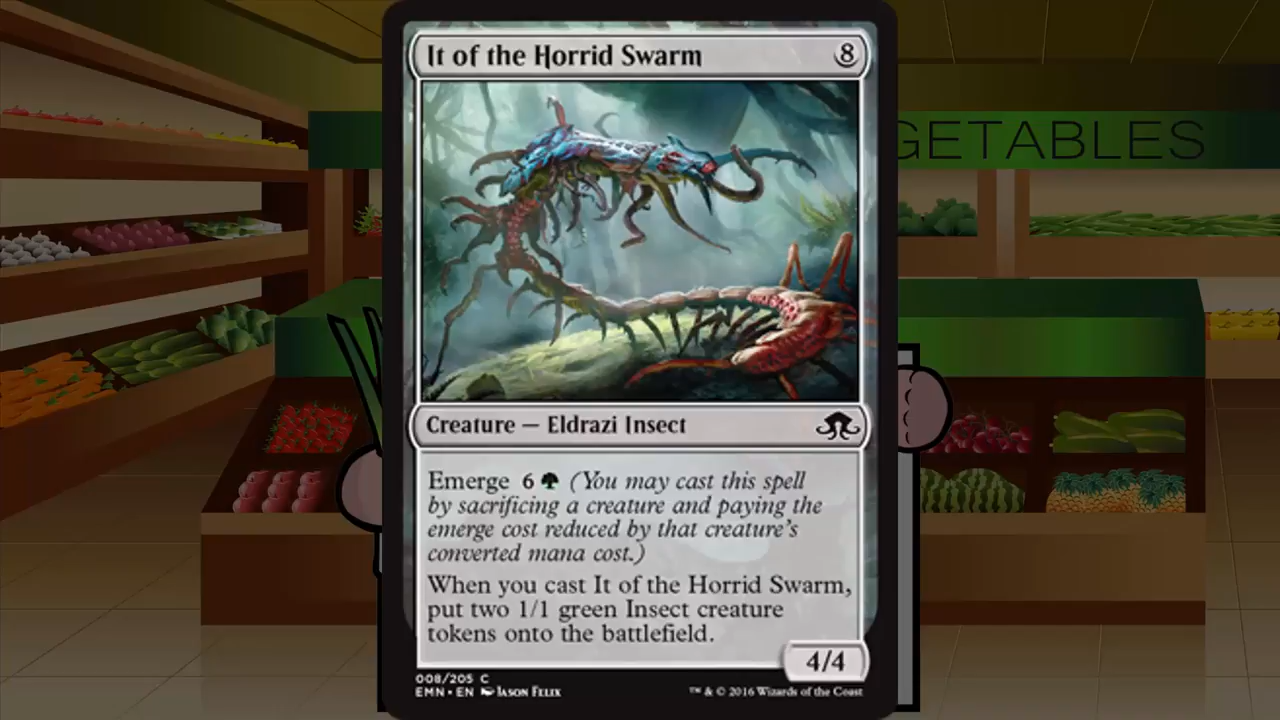 It of the Horrid Swarm 8
GETABLES
Creature — Eldrazi Insect
Emerge 6 (You may cast this spell
by sacrificing a creature and paying the
emerge cost reduced by that creature's
converted mana cost.)
When you cast It of the Horrid Swarm,
put two 1/1 green Insect creature
tokens onto the battlefield.
4/4
008/205 C
EMN • EN Jason Felix
™ & © 2016 Wizards of the Coast